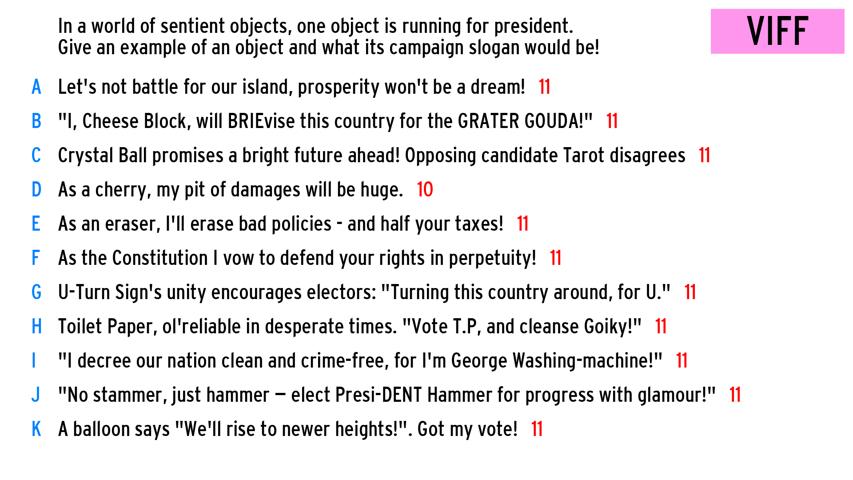 In a world of sentient objects, one object is running for president.
Give an example of an object and what its campaign slogan would be!
VIFF
A Let's not battle for our island, prosperity won't be a dream! 11
B "I, Cheese Block, will BRIEvise this country for the GRATER GOUDA!" 11
C Crystal Ball promises a bright future ahead! Opposing candidate Tarot disagrees 11
D As a cherry, my pit of damages will be huge. 10
E As an eraser, I'll erase bad policies - and half your taxes! 11
F As the Constitution I vow to defend your rights in perpetuity! 11
G U-Turn Sign's unity encourages electors: "Turning this country around, for U." 11
H Toilet Paper, ol'reliable in desperate times. "Vote T.P, and cleanse Goiky!" 11
I "I decree our nation clean and crime-free, for I'm George Washing-machine!" 11
J "No stammer, just hammer – elect Presi-DENT Hammer for progress with glamour!" 11
K A balloon says "We'll rise to newer heights!". Got my vote! 11